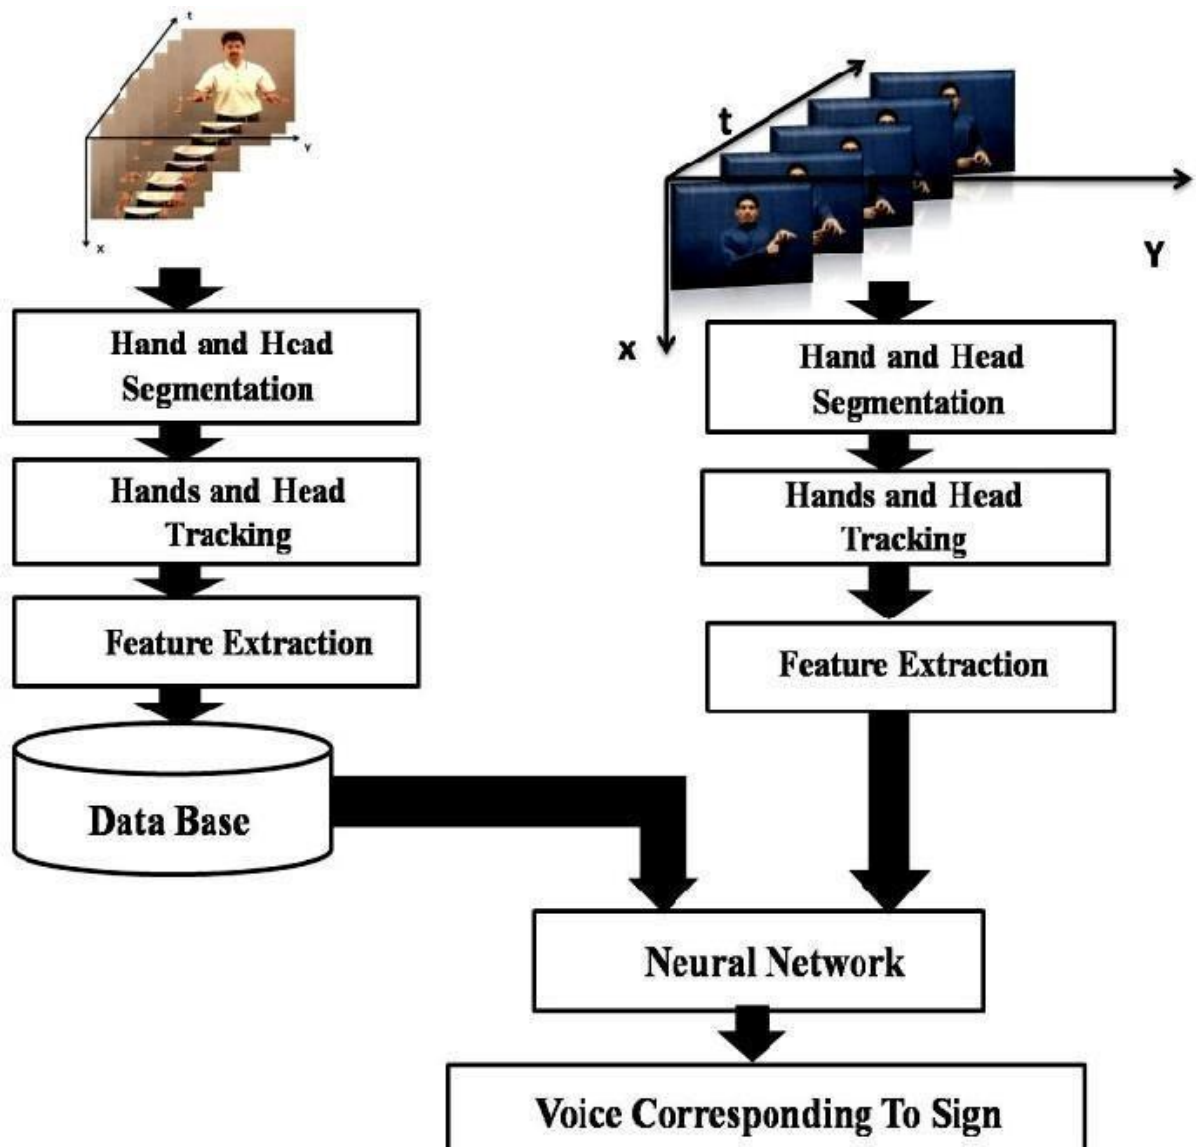 t
Y
x
t
Y
x
Hand and Head
Segmentation
Hands and Head
Tracking
Feature Extraction
Data Base
Hand and Head
Segmentation
Hands and Head
Tracking
Feature Extraction
Neural Network
Voice Corresponding To Sign